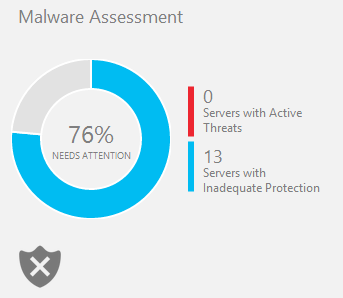 Malware Assessment
76%
NEEDS ATTENTION
0
Servers with Active
Threats
13
Servers with
Inadequate Protection